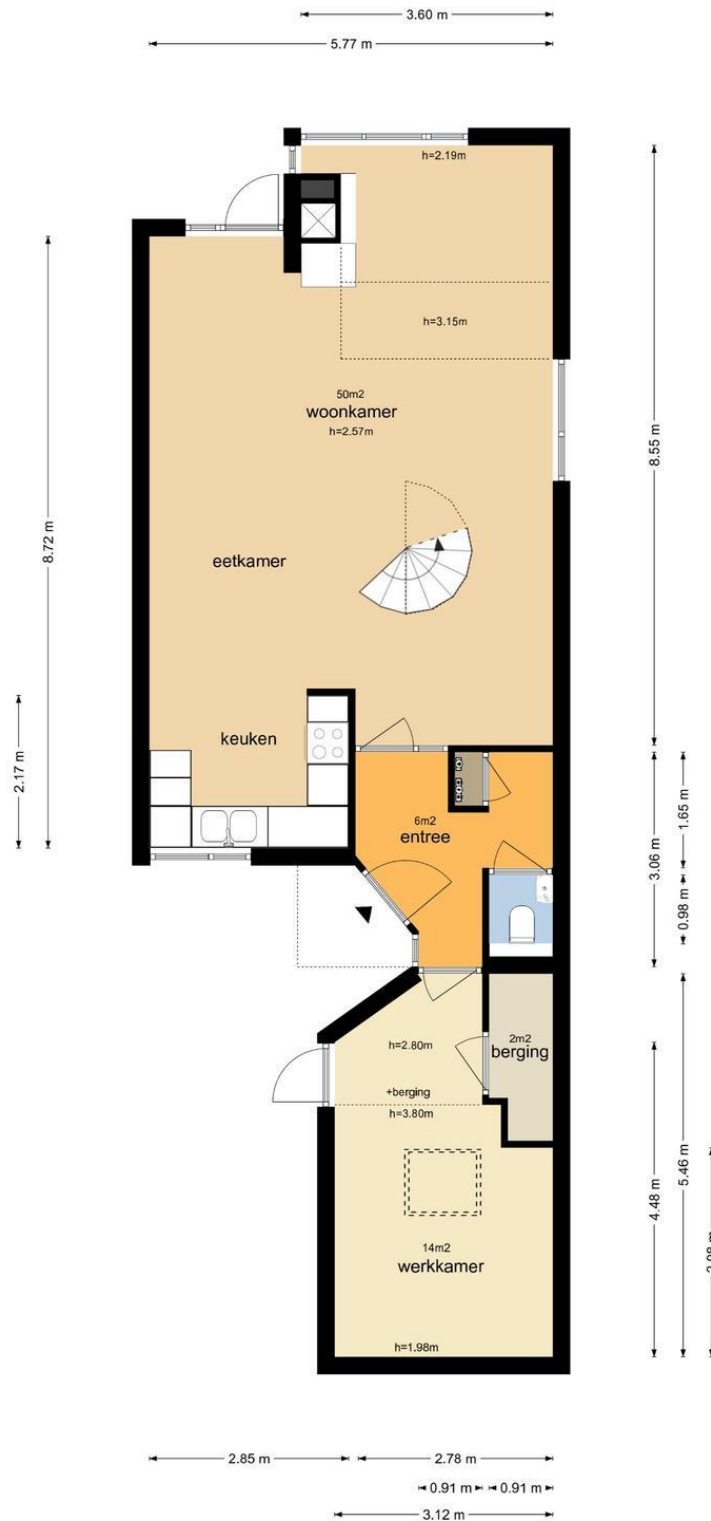 3.60 m
5.77 m
h=2.19m
h=3.15m
50m2
woonkamer
h=2.57m
8.55 m
8.72 m
eetkamer
2.17 m
keuken
6m2
entree
1.65 m
3.06 m
0.98 m
h=2.80m
2m2
berging
+berging
h=3.80m
4.48 m
5.46 m
2.98 m
14m2
werkkamer
h=1.98m
2.85 m
2.78 m
0.91 m
0.91 m
3.12 m